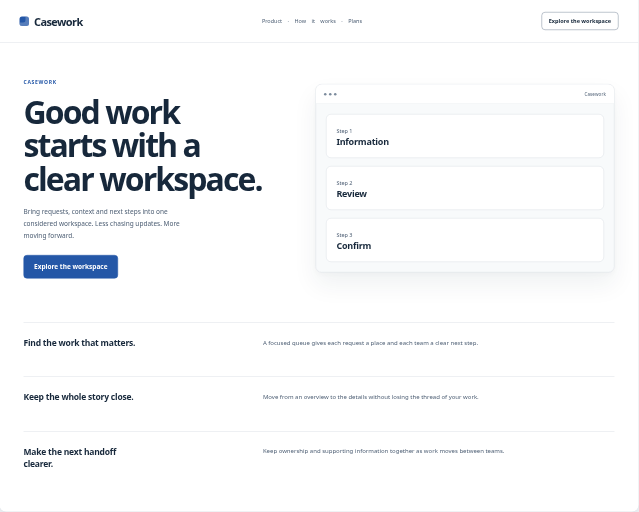 Casework
Product · How it works · Plans
Explore the workspace
CASEWORK
Good work
starts with a
clear workspace.
Bring requests, context and next steps into one
considered workspace. Less chasing updates. More
moving forward.
Explore the workspace
Casework
Step 1
Information
Step 2
Review
Step 3
Confirm
Find the work that matters.
A focused queue gives each request a place and each team a clear next step.
Keep the whole story close.
Move from an overview to the details without losing the thread of your work.
Make the next handoff
clearer.
Keep ownership and supporting information together as work moves between teams.